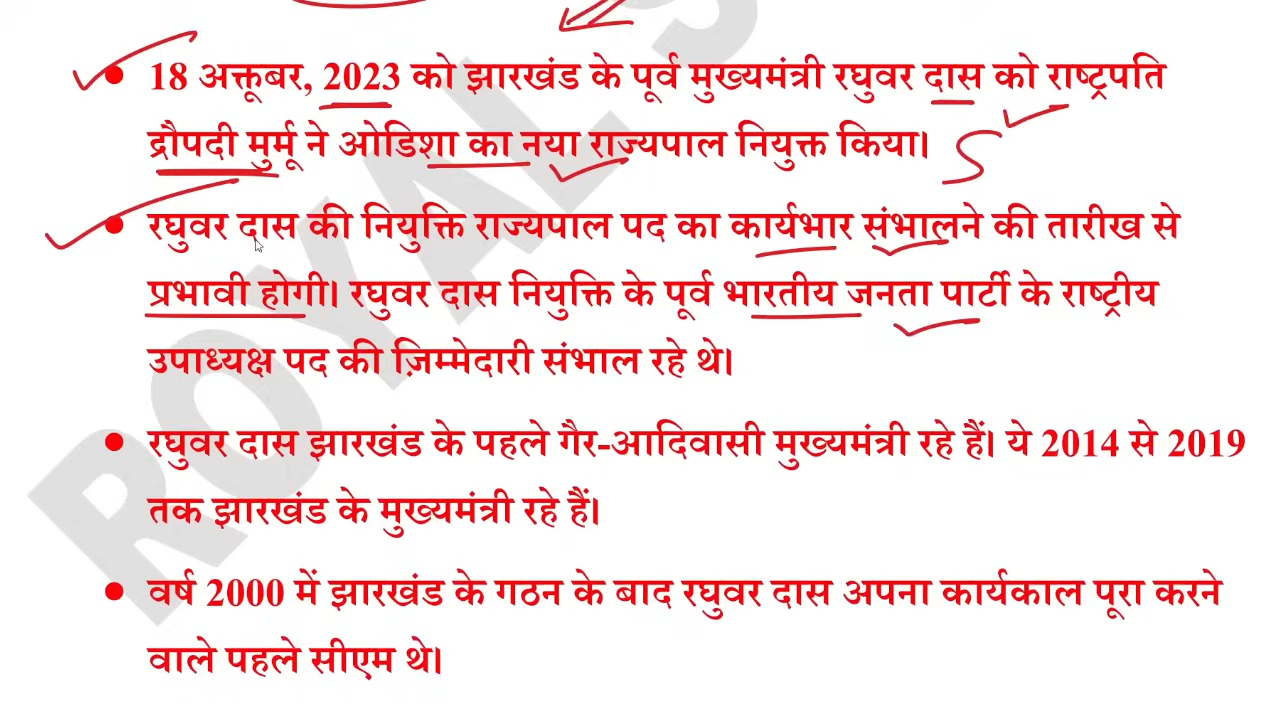 • 18 अक्तूबर, 2023 को झारखंड के पूर्व मुख्यमंत्री रघुवर दास को राष्ट्रपति
द्रौपदी मुर्मू ने ओडिशा का नया राज्यपाल नियुक्त किया।
• रघुवर दास की नियुक्ति राज्यपाल पद का कार्यभार संभालने की तारीख से
प्रभावी होगी। रघुवर दास नियुक्ति के पूर्व भारतीय जनता पार्टी के राष्ट्रीय
उपाध्यक्ष पद की ज़िम्मेदारी संभाल रहे थे।
• रघुवर दास झारखंड के पहले गैर-आदिवासी मुख्यमंत्री रहे हैं। ये 2014 से 2019
तक झारखंड के मुख्यमंत्री रहे हैं।
• वर्ष 2000 में झारखंड के गठन के बाद रघुवर दास अपना कार्यकाल पूरा करने
वाले पहले सीएम थे।
ROYAL S